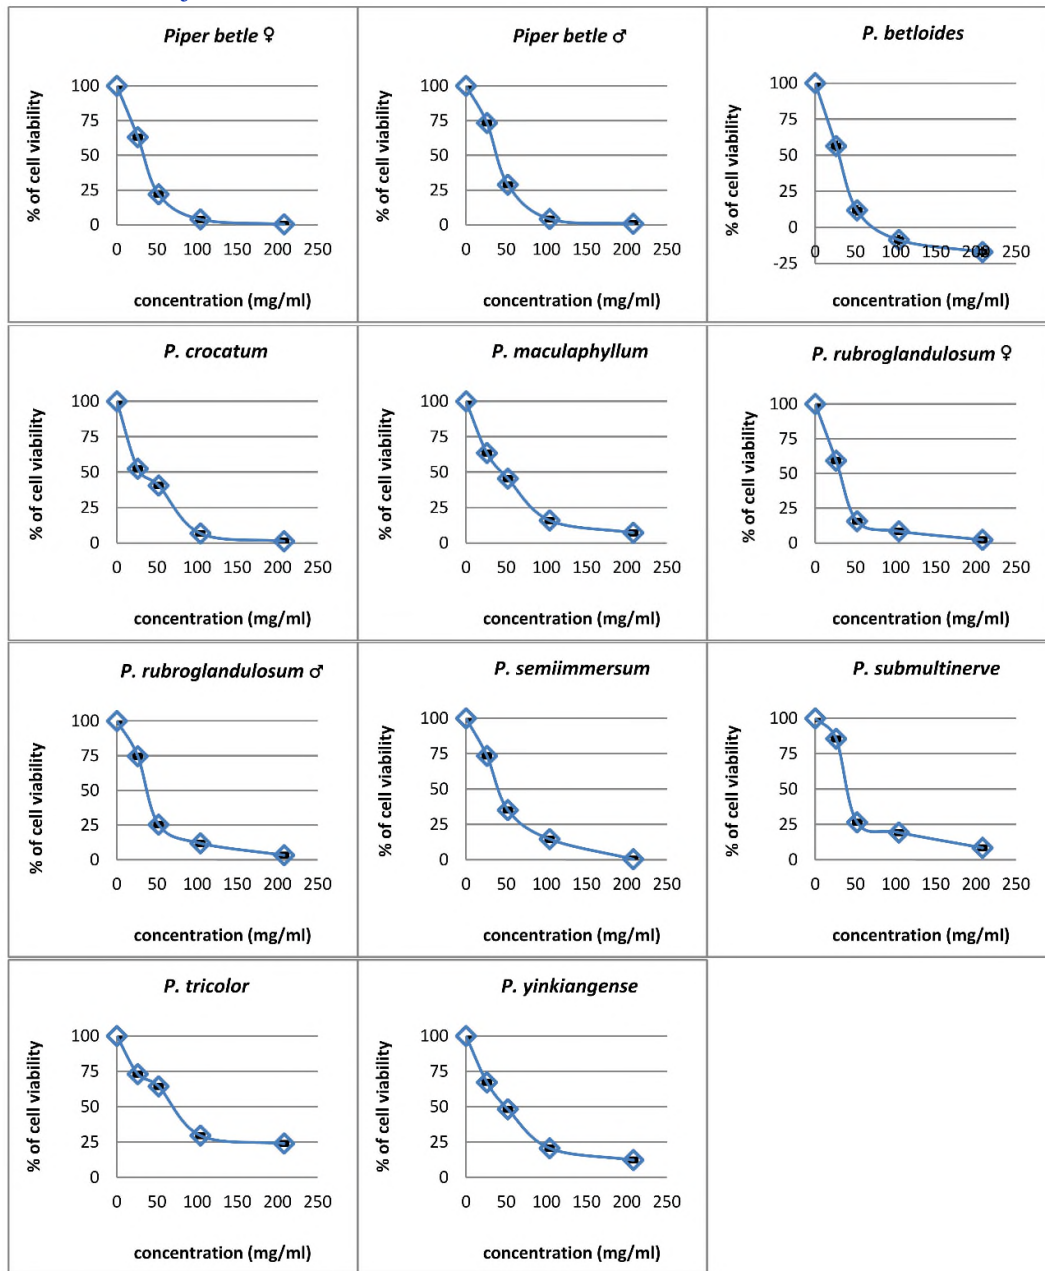 Piper betle ♀
% of cell viability
100
75
50
25
0
0 50 100 150 200 250
concentration (mg/ml)
Piper betle ♂
% of cell viability
100
75
50
25
0
0 50 100 150 200 250
concentration (mg/ml)
P. betloides
% of cell viability
100
75
50
25
0
-25
0 50 100 150 200 250
concentration (mg/ml)
P. crocatum
% of cell viability
100
75
50
25
0
0 50 100 150 200 250
concentration (mg/ml)
P. maculaphyllum
% of cell viability
100
75
50
25
0
0 50 100 150 200 250
concentration (mg/ml)
P. rubroglandulosum ♀
% of cell viability
100
75
50
25
0
0 50 100 150 200 250
concentration (mg/ml)
P. rubroglandulosum ♂
% of cell viability
100
75
50
25
0
0 50 100 150 200 250
concentration (mg/ml)
P. semiimmersum
% of cell viability
100
75
50
25
0
0 50 100 150 200 250
concentration (mg/ml)
P. submultinerve
% of cell viability
100
75
50
25
0
0 50 100 150 200 250
concentration (mg/ml)
P. tricolor
% of cell viability
100
75
50
25
0
0 50 100 150 200 250
concentration (mg/ml)
P. yinkiangense
% of cell viability
100
75
50
25
0
0 50 100 150 200 250
concentration (mg/ml)